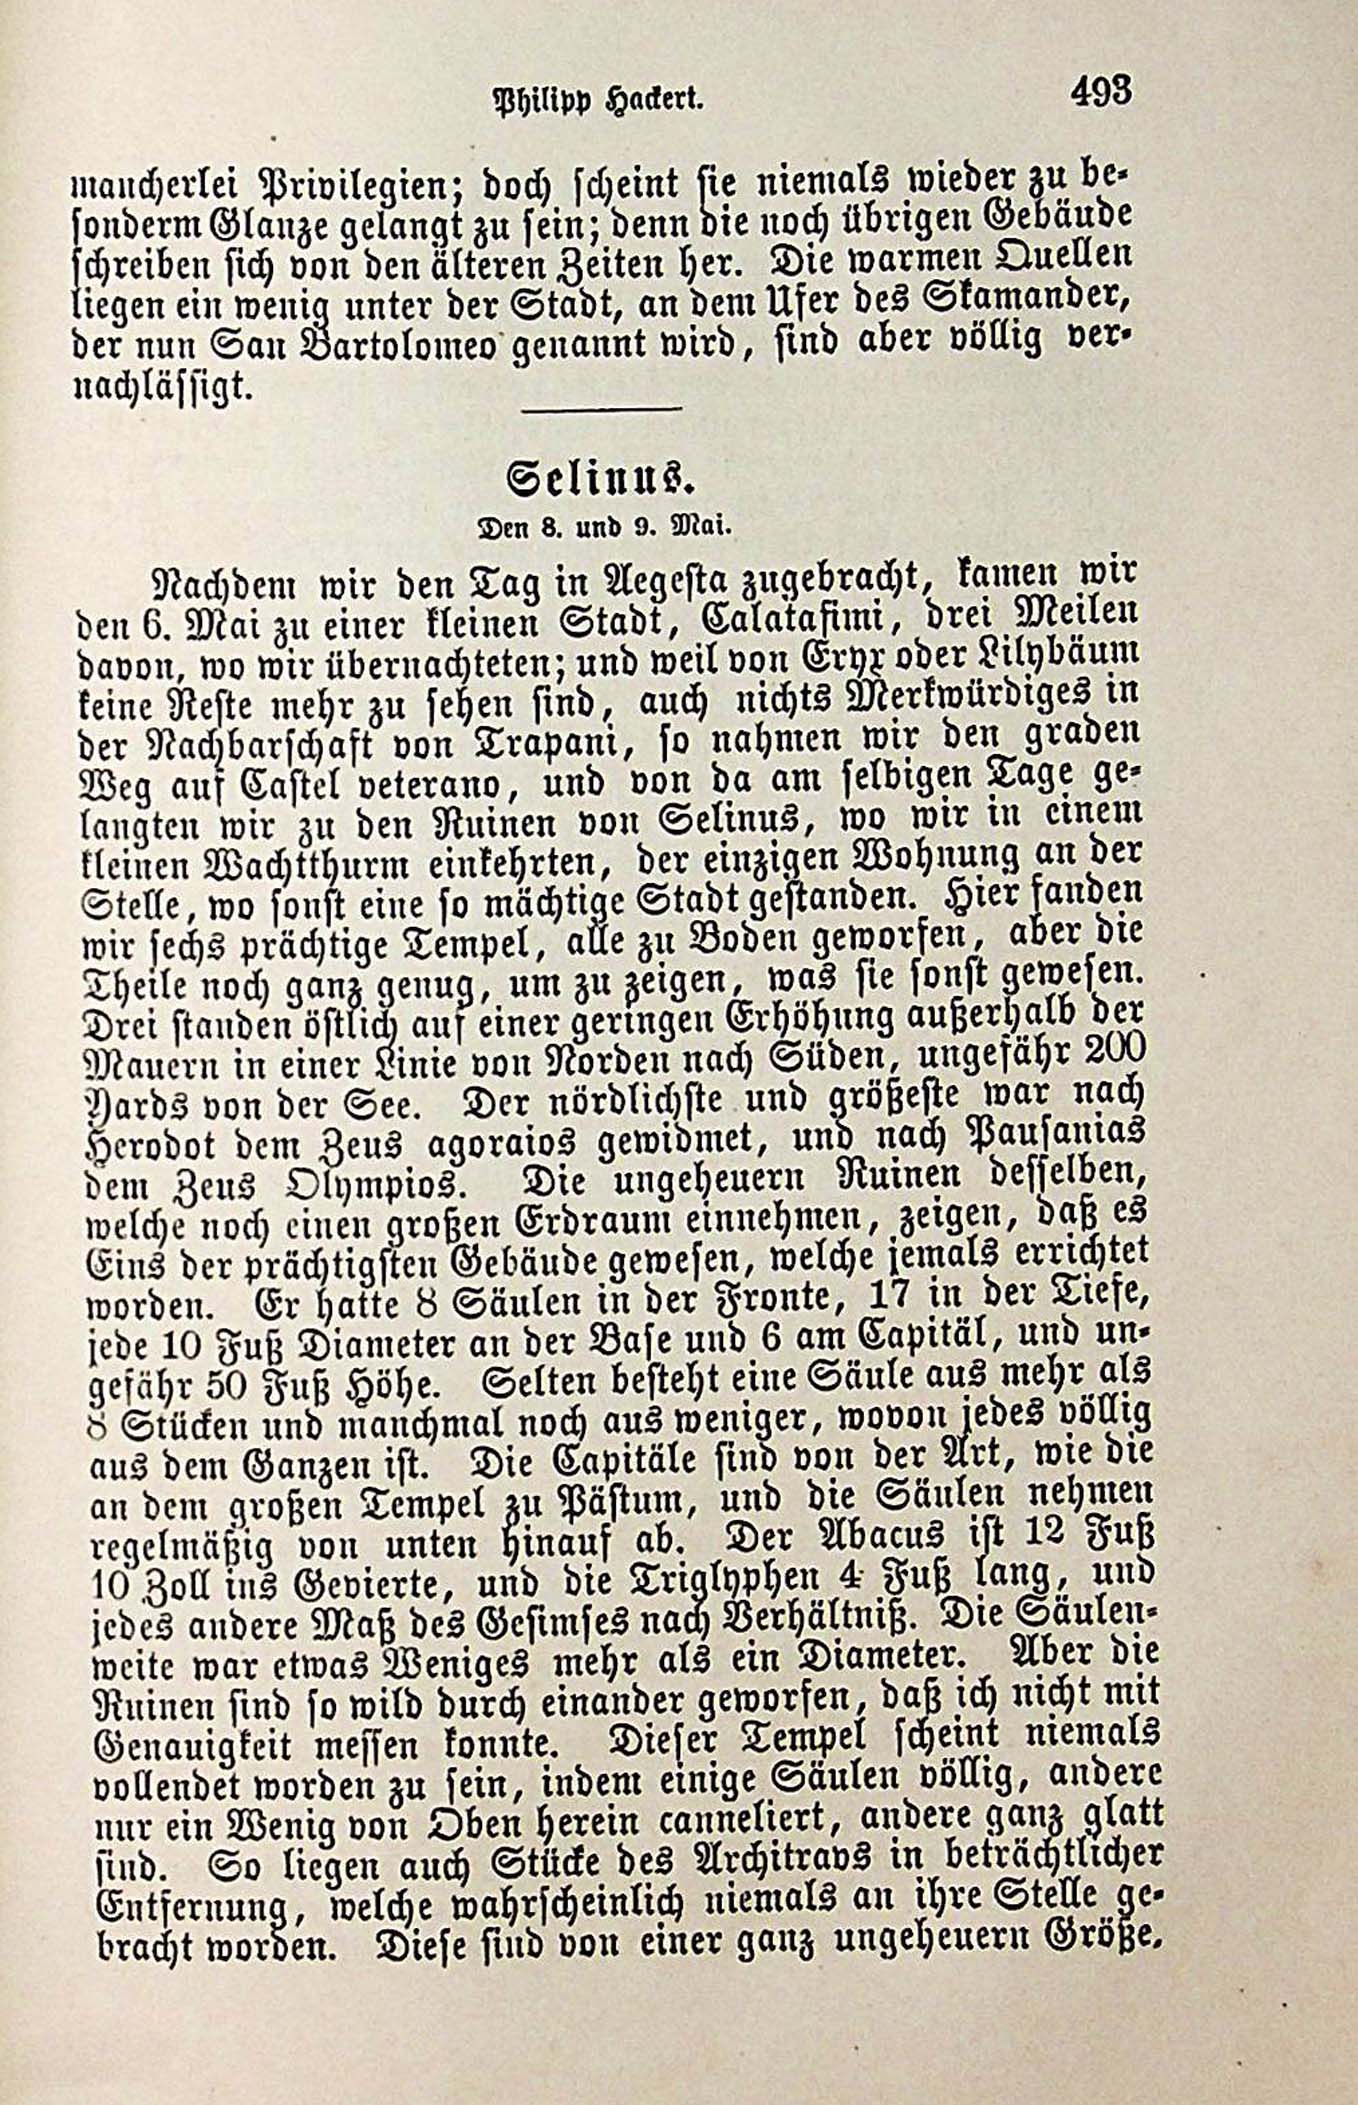 Philipp Hackert. 493
mancherlei Privilegien; doch scheint sie niemals wieder zu be-
sonderm Glanze gelangt zu sein; denn die noch übrigen Gebäude
schreiben sich von den älteren Zeiten her. Die warmen Quellen
liegen ein wenig unter der Stadt, an dem Ufer des Skamander,
der nun San Bartolomeo genannt wird, sind aber völlig ver-
nachlässigt.
Selinus.
Den 8. und 9. Mai.
Nachdem wir den Tag in Aegesta zugebracht, kamen wir
den 6. Mai zu einer kleinen Stadt, Calatafimi, drei Meilen
davon, wo wir übernachteten; und weil von Eryx oder Lilybäum
keine Reste mehr zu sehen sind, auch nichts Merkwürdiges in
der Nachbarschaft von Trapani, so nahmen wir den graden
Weg auf Castel veterano, und von da am selbigen Tage ge-
langten wir zu den Ruinen von Selinus, wo wir in einem
kleinen Wachtthurm einkehrten, der einzigen Wohnung an der
Stelle, wo sonst eine so mächtige Stadt gestanden. Hier fanden
wir sechs prächtige Tempel, alle zu Boden geworfen, aber die
Theile noch ganz genug, um zu zeigen, was sie sonst gewesen.
Drei standen östlich auf einer geringen Erhöhung außerhalb der
Mauern in einer Linie von Norden nach Süden, ungefähr 200
Yards von der See. Der nördlichste und größeste war nach
Herodot dem Zeus agoraios gewidmet, und nach Pausanias
dem Zeus Olympios. Die ungeheuern Ruinen desselben,
welche noch einen großen Erdraum einnehmen, zeigen, daß es
Eins der prächtigsten Gebäude gewesen, welche jemals errichtet
worden. Er hatte 8 Säulen in der Fronte, 17 in der Tiefe,
jede 10 Fuß Diameter an der Base und 6 am Capitäl, und un-
gefähr 50 Fuß Höhe. Selten besteht eine Säule aus mehr als
8 Stücken und manchmal noch aus weniger, wovon jedes völlig
aus dem Ganzen ist. Die Capitäle sind von der Art, wie die
an dem großen Tempel zu Pästum, und die Säulen nehmen
regelmäßig von unten hinauf ab. Der Abacus ist 12 Fuß
10 Zoll ins Gevierte, und die Triglyphen 4 Fuß lang, und
jedes andere Maß des Gesimses nach Verhältniß. Die Säulen-
weite war etwas Weniges mehr als ein Diameter. Aber die
Ruinen sind so wild durch einander geworfen, daß ich nicht mit
Genauigkeit messen konnte. Dieser Tempel scheint niemals
vollendet worden zu sein, indem einige Säulen völlig, andere
nur ein Wenig von Oben herein canneliert, andere ganz glatt
sind. So liegen auch Stücke des Architravs in beträchtlicher
Entfernung, welche wahrscheinlich niemals an ihre Stelle ge-
bracht worden. Diese sind von einer ganz ungeheuern Größe.